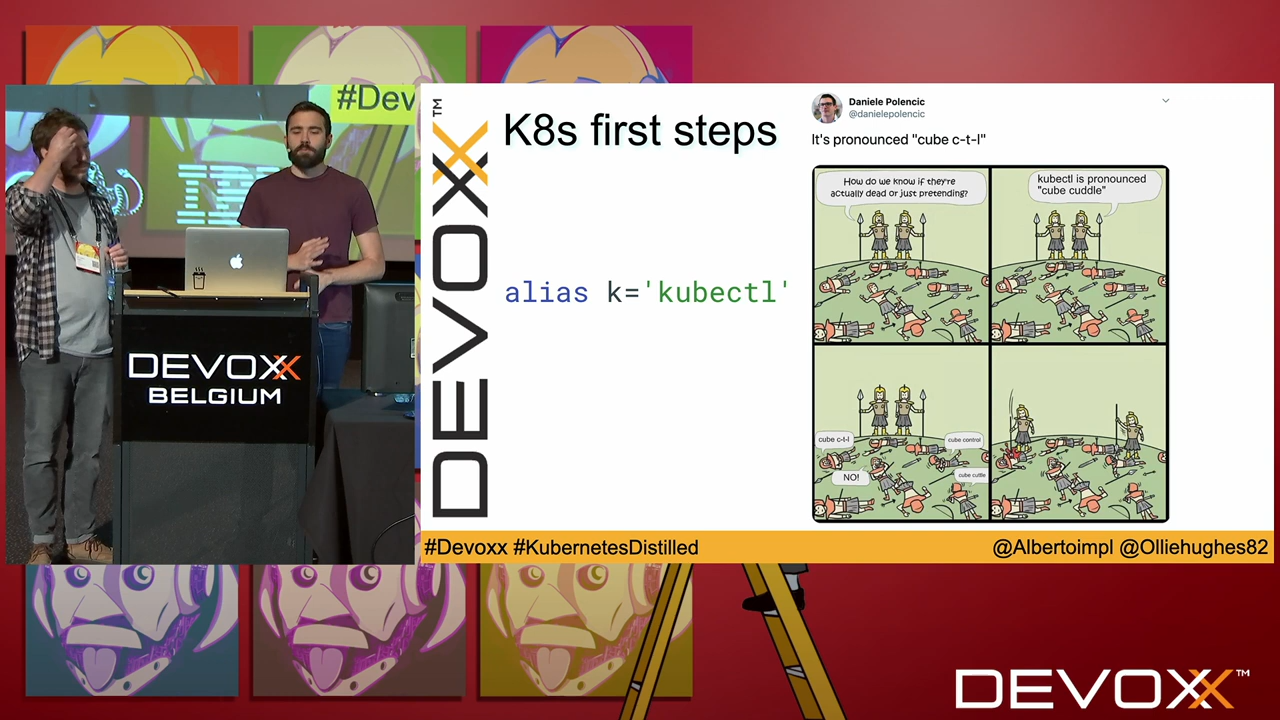 #Dev
IBM
DEVOXX
BELGIUM
DEVOXX™
K8s first steps
alias k='kubectl'
Daniele Polencic
@danielepolencic
It's pronounced "cube c-t-l"
How do we know if they're
actually dead or just pretending?
kubectl is pronounced
"cube cuddle"
cube c-t-l
cube control
NO!
cube cuttle
#Devoxx #KubernetesDistilled
@Albertoimpl @Olliehughes82
DEVOXX™